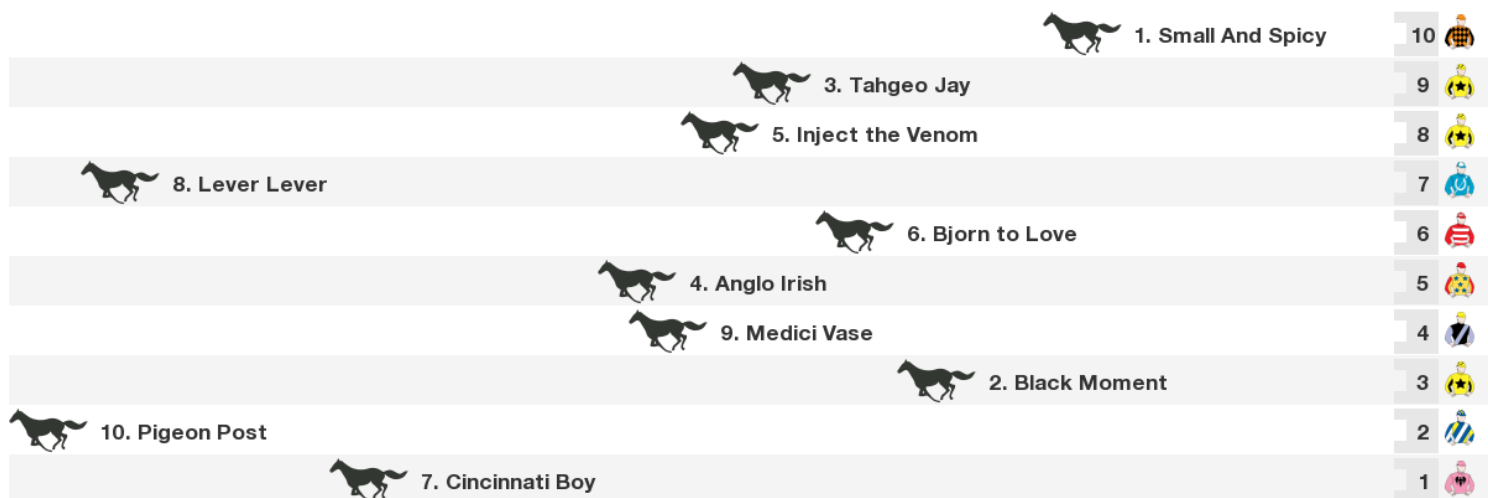 1. Small And Spicy 10
3. Tahgeo Jay 9
5. Inject the Venom 8
8. Lever Lever 7
6. Bjorn to Love 6
4. Anglo Irish 5
9. Medici Vase 4
2. Black Moment 3
10. Pigeon Post 2
7. Cincinnati Boy 1